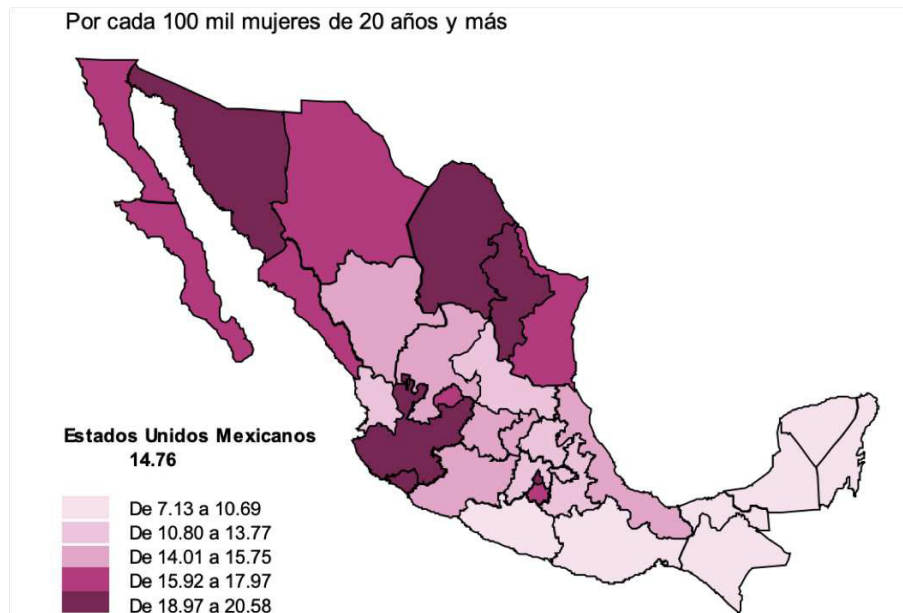 Por cada 100 mil mujeres de 20 años y más
Estados Unidos Mexicanos
14.76
De 7.13 a 10.69
De 10.80 a 13.77
De 14.01 a 15.75
De 15.92 a 17.97
De 18.97 a 20.58